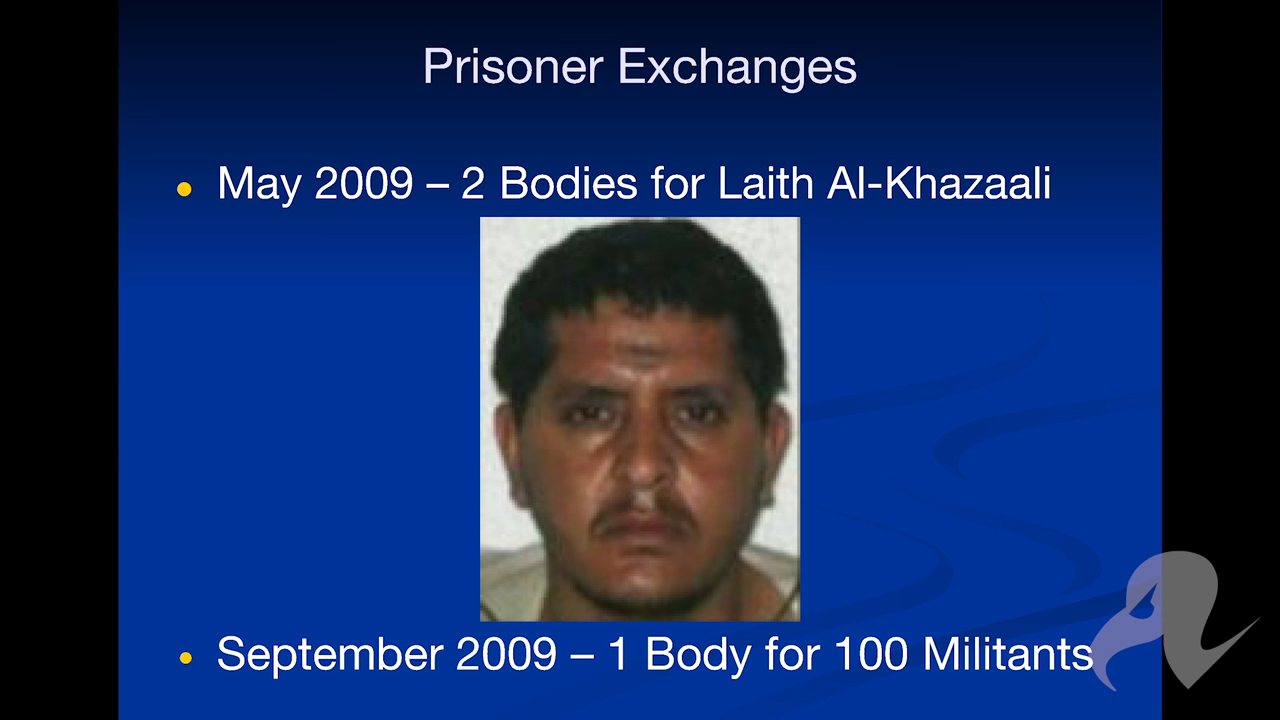 Prisoner Exchanges
• May 2009 – 2 Bodies for Laith Al-Khazaali
• September 2009 – 1 Body for 100 Militants